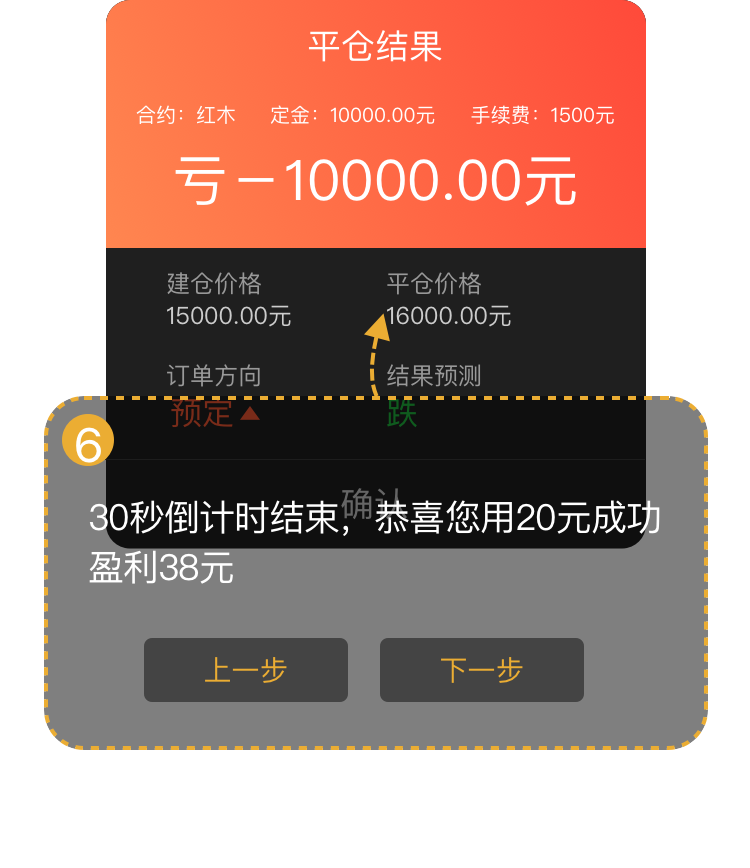 平仓结果
合约：红木 定金：10000.00元 手续费：1500元
亏－10000.00元
建仓价格 平仓价格
15000.00元 16000.00元
订单方向 结果预测
预定 跌
6
确认
30秒倒计时结束，恭喜您用20元成功
盈利38元
上一步 下一步